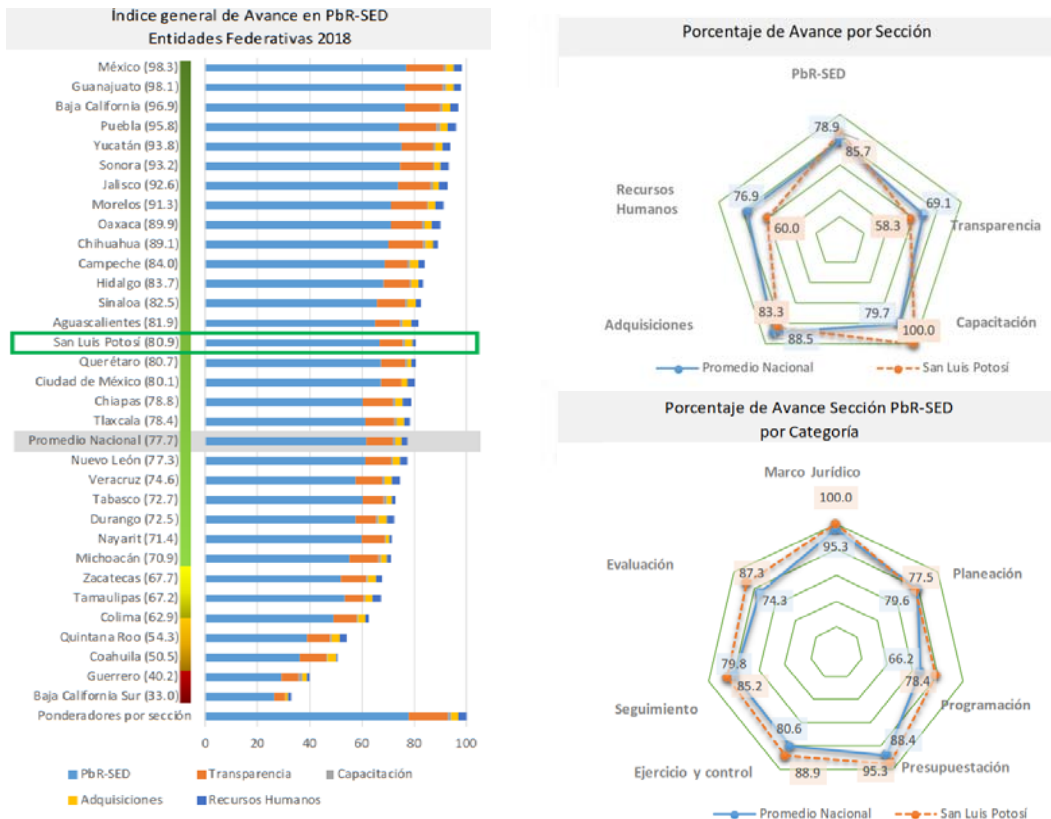 Índice general de Avance en PbR-SED
Entidades Federativas 2018
México (98.3)
Guanajuato (98.1)
Baja California (96.9)
Puebla (95.8)
Yucatán (93.8)
Sonora (93.2)
Jalisco (92.6)
Morelos (91.3)
Oaxaca (89.9)
Chihuahua (89.1)
Campeche (84.0)
Hidalgo (83.7)
Sinaloa (82.5)
Aguascalientes (81.9)
San Luis Potosí (80.9)
Querétaro (80.7)
Ciudad de México (80.1)
Chiapas (78.8)
Tlaxcala (78.4)
Promedio Nacional (77.7)
Nuevo León (77.3)
Veracruz (74.6)
Tabasco (72.7)
Durango (72.5)
Nayarit (71.4)
Michoacán (70.9)
Zacatecas (67.7)
Tamaulipas (67.2)
Colima (62.9)
Quintana Roo (54.3)
Coahuila (50.5)
Guerrero (40.2)
Baja California Sur (33.0)
Ponderadores por sección
0 20 40 60 80 100
PbR-SED Transparencia Capacitación
Adquisiciones Recursos Humanos
Porcentaje de Avance por Sección
PbR-SED
78.9
85.7
Recursos
Humanos
76.9
69.1
60.0
58.3
Transparencia
83.3
79.7
Adquisiciones
Capacitación
88.5
100.0
Promedio Nacional San Luis Potosí
Porcentaje de Avance Sección PbR-SED
por Categoría
Marco Jurídico
100.0
95.3
Evaluación
87.3
77.5
Planeación
74.3
79.6
79.8
66.2
85.2
78.4
Seguimiento
Programación
80.6
88.4
Ejercicio y control
88.9
95.3
Presupuestación
Promedio Nacional San Luis Potosí